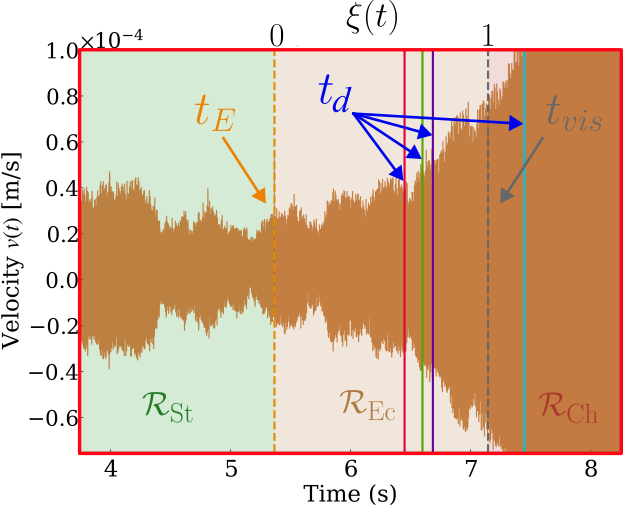 ξ(t)
×10⁻⁴ 0 1
1.0
0.8
0.6
0.4
0.2
0.0
−0.2
−0.4
−0.6
Velocity v(t) [m/s]
t_E
t_d
t_vis
ℛ_St
ℛ_Ec
ℛ_Ch
4 5 6 7 8
Time (s)